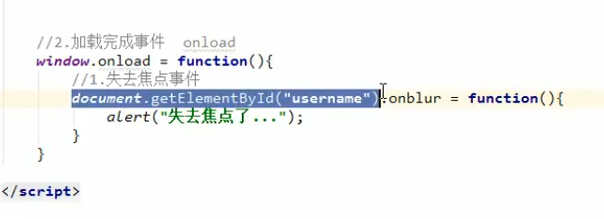 //2.加载完成事件  onload
window.onload = function(){
//1.失去焦点事件
document.getElementById("username").onblur = function(){
alert("失去焦点了...");
}
}
</script>